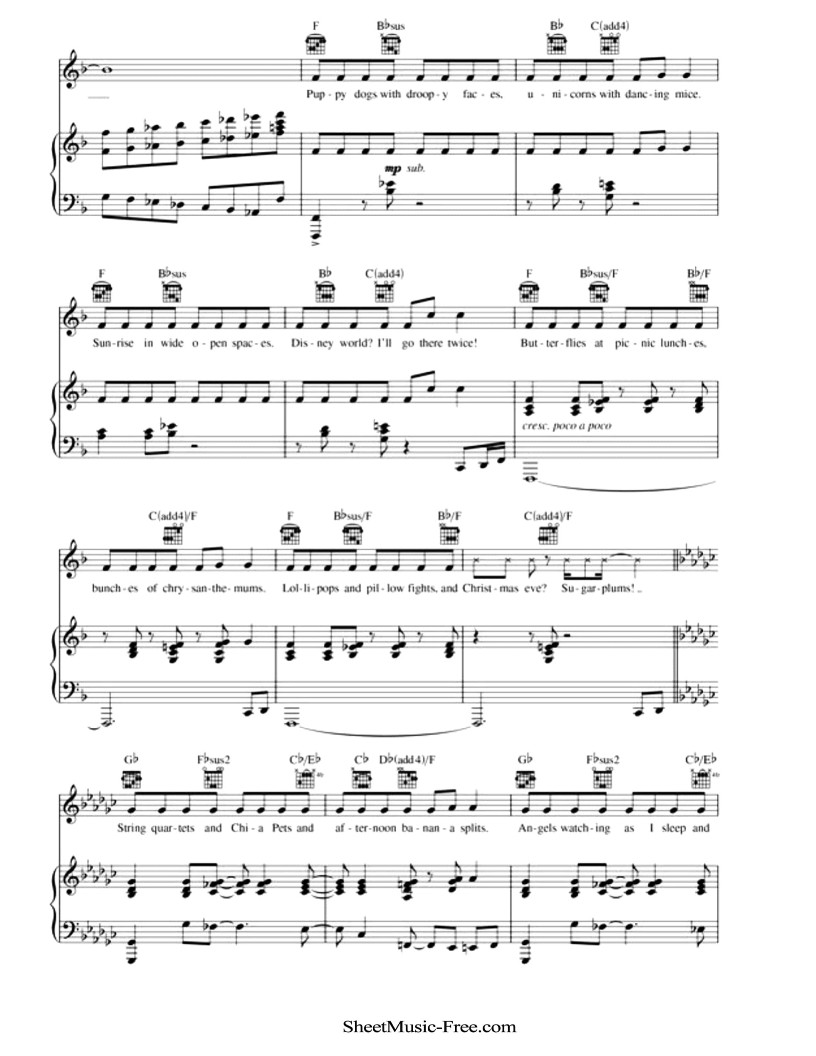 F B♭sus B♭ C(add4)
Pup - py dogs with droop - y fac - es, u - ni - corns with danc - ing mice.
mp sub.
F B♭sus B♭ C(add4) F B♭sus/F B♭/F
Sun - rise in wide o - pen spac - es. Dis - ney world? I'll go there twice! But - ter - flies at pic - nic lunch - es,
cresc. poco a poco
C(add4)/F F B♭sus/F B♭/F C(add4)/F
bunch - es of chry - san - the - mums. Lol - li - pops and pil - low fights, and Christ - mas eve? Su - gar - plums!
G♭ F♭sus2 C♭/E♭ C♭ D♭(add4)/F G♭ F♭sus2 C♭/E♭
4fr 4fr
String quar - tets and Chi - a Pets and af - ter - noon ba - nan - a splits. An - gels watch - ing as I sleep and
SheetMusic-Free.com